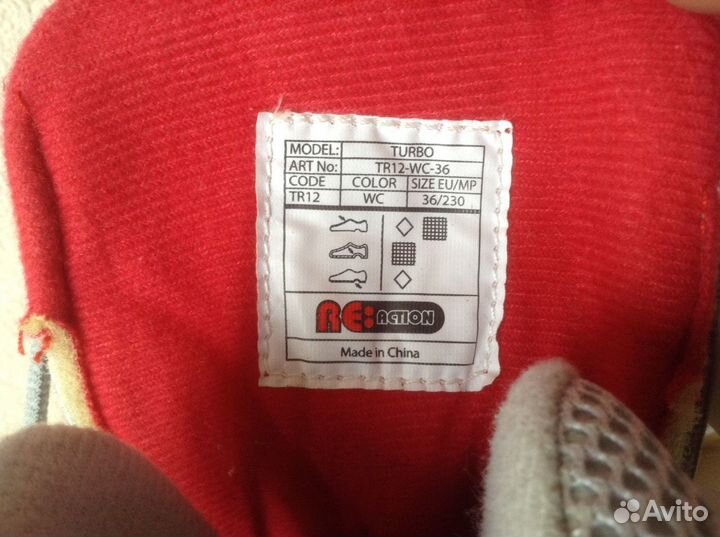 MODEL: TURBO
ART No: TR12-WC-36
CODE COLOR SIZE EU/MP
TR12 WC 36/230
RE:ACTION
Made in China
Avito